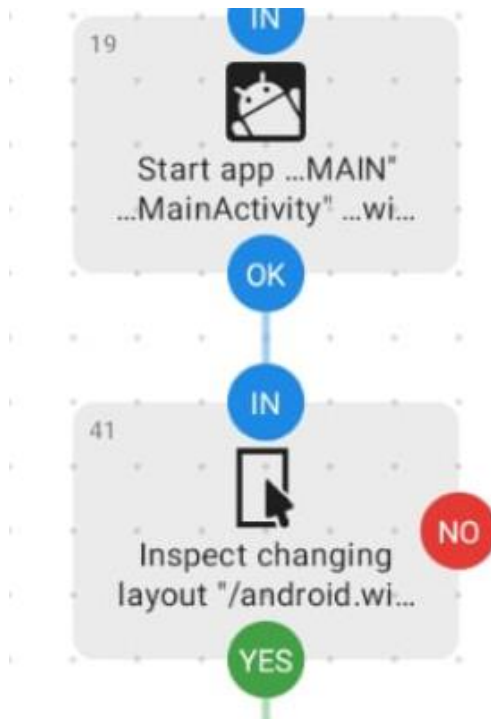 IN
19
Start app ...MAIN"
...MainActivity" ...wi...
OK
IN
41
NO
Inspect changing
layout "/android.wi...
YES